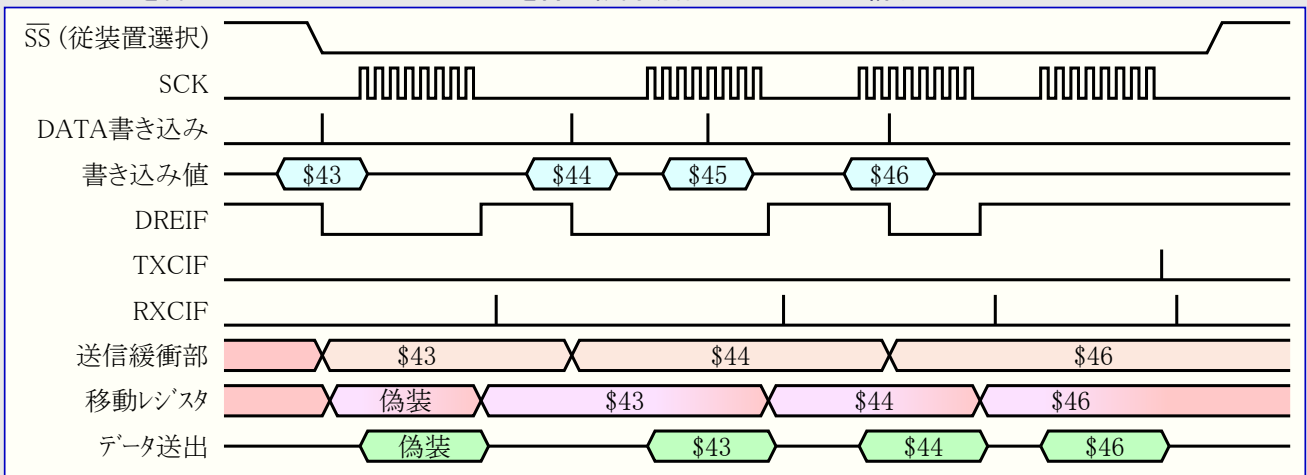 SS (従装置選択)
SCK
DATA書き込み
書き込み値 $43 $44 $45 $46
DREIF
TXCIF
RXCIF
送信緩衝部 $43 $44 $46
移動レジスタ 偽装 $43 $44 $46
データ送出 偽装 $43 $44 $46